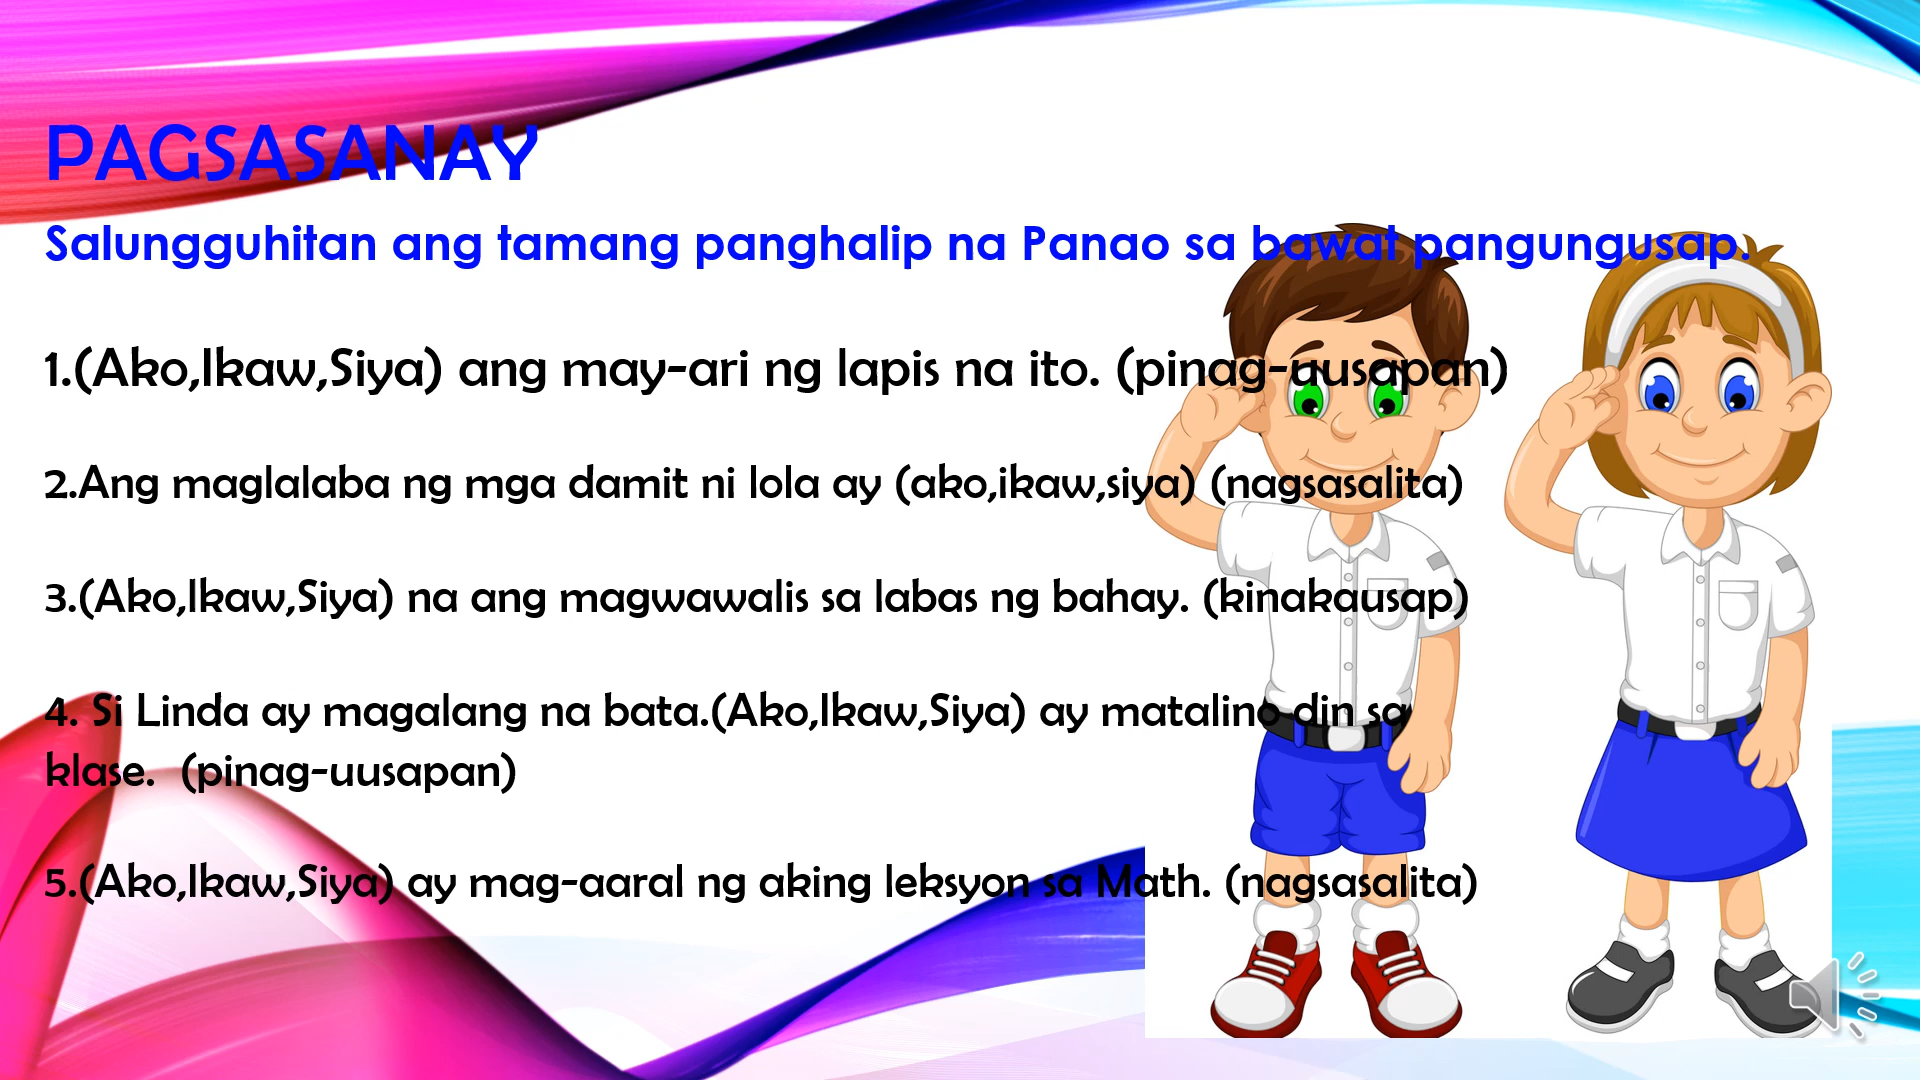 PAGSASANAY
Salungguhitan ang tamang panghalip na Panao sa bawat pangungusap.
1.(Ako,Ikaw,Siya) ang may-ari ng lapis na ito. (pinag-uusapan)
2.Ang maglalaba ng mga damit ni lola ay (ako,ikaw,siya) (nagsasalita)
3.(Ako,Ikaw,Siya) na ang magwawalis sa labas ng bahay. (kinakausap)
4. Si Linda ay magalang na bata.(Ako,Ikaw,Siya) ay matalino din sa
klase.  (pinag-uusapan)
5.(Ako,Ikaw,Siya) ay mag-aaral ng aking leksyon sa Math. (nagsasalita)